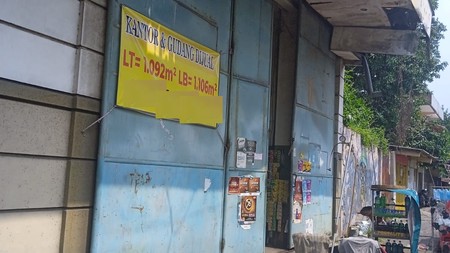 KANTOR & GUDANG DIJUAL
LT= 1.092m² LB= 1.106m²